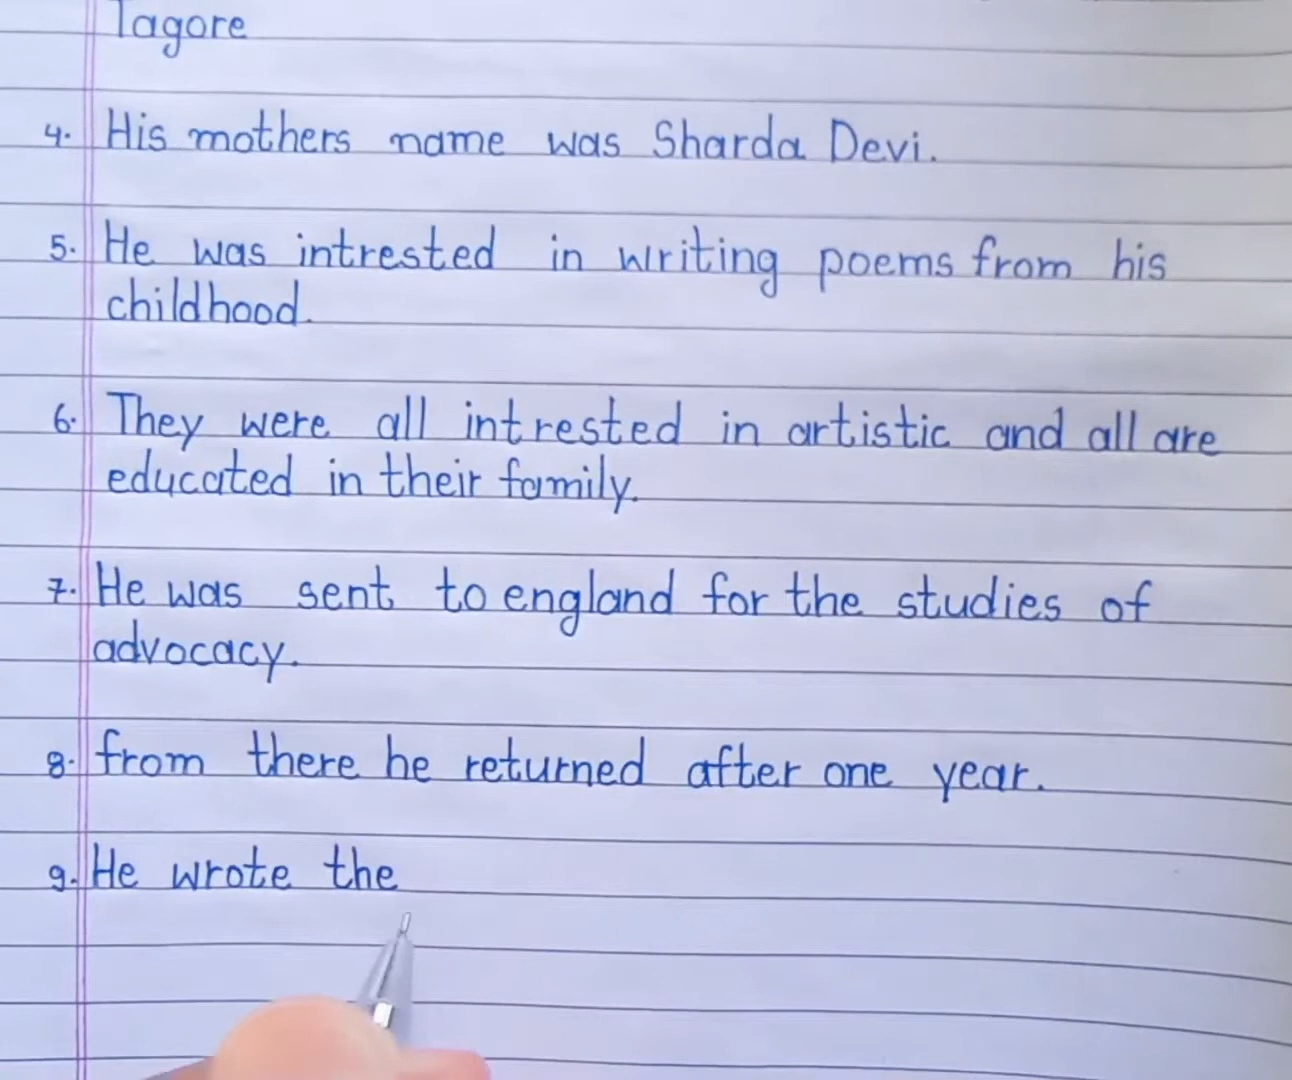 Tagore
4. His mothers name was Sharda Devi.
5. He was intrested in writing poems from his
childhood.
6. They were all intrested in artistic and all are
educated in their family.
7. He was sent to england for the studies of
advocacy.
8. from there he returned after one year.
9. He wrote the